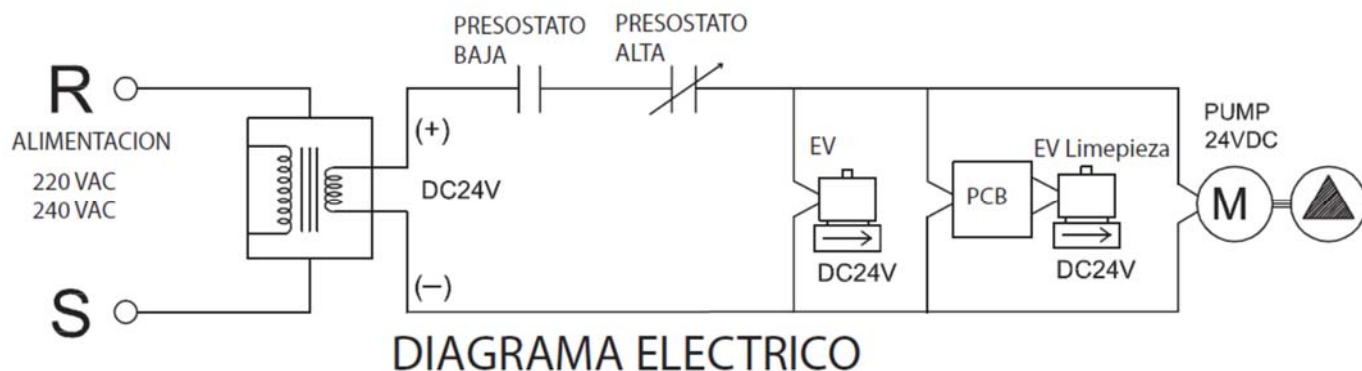 R
ALIMENTACION
220 VAC
240 VAC
S
(+)
DC24V
(−)
PRESOSTATO
BAJA
PRESOSTATO
ALTA
EV
DC24V
PCB
EV Limepieza
DC24V
PUMP
24VDC
M
DIAGRAMA ELECTRICO